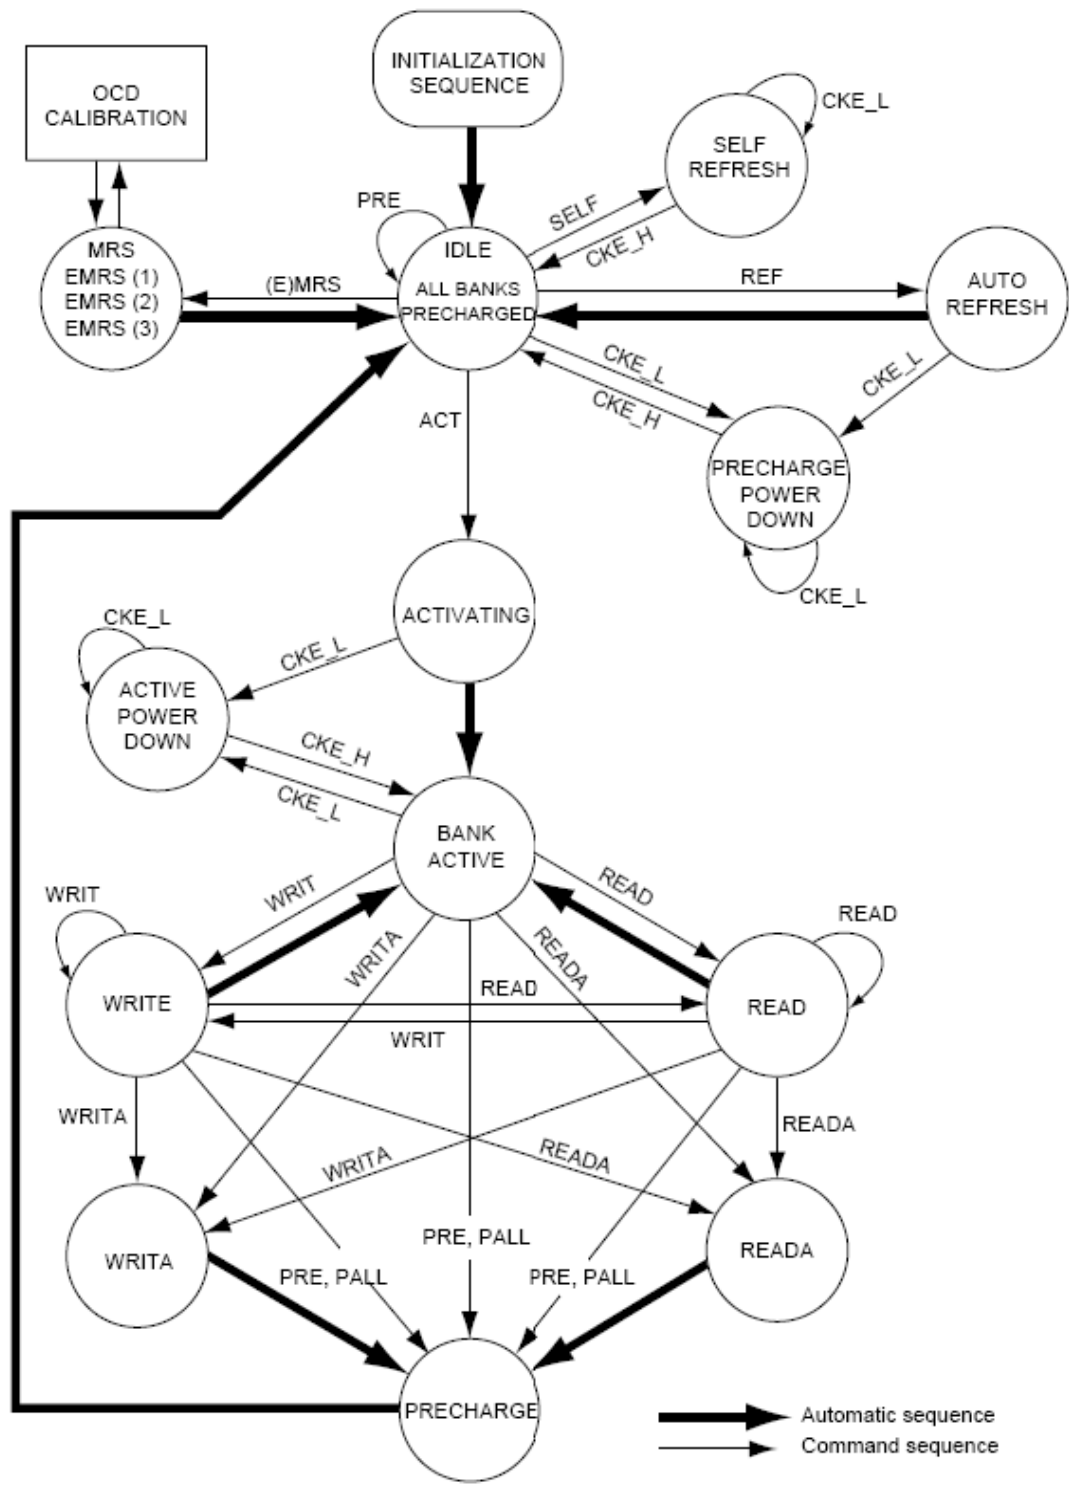 INITIALIZATION
SEQUENCE
OCD
CALIBRATION
CKE_L
SELF
REFRESH
PRE
SELF
CKE_H
MRS
EMRS (1)
EMRS (2)
EMRS (3)
(E)MRS
IDLE
ALL BANKS
PRECHARGED
REF
AUTO
REFRESH
CKE_L
CKE_H
CKE_L
ACT
PRECHARGE
POWER
DOWN
CKE_L
ACTIVATING
CKE_L
CKE_L
ACTIVE
POWER
DOWN
CKE_H
CKE_L
BANK
ACTIVE
WRIT
READ
WRIT
READ
WRITA
READA
WRITE
READ
READ
WRIT
WRITA
READA
WRITA
READA
WRITA
READA
PRE, PALL
PRE, PALL
PRE, PALL
PRECHARGE
Automatic sequence
Command sequence